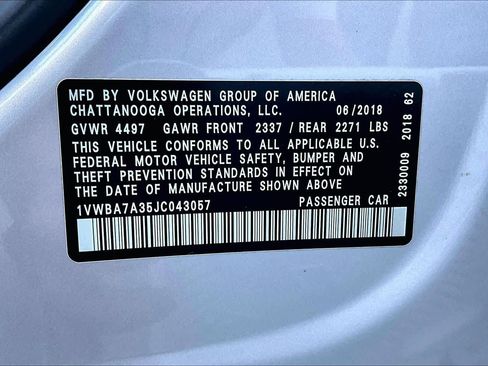 MFD BY VOLKSWAGEN GROUP OF AMERICA
CHATTANOOGA OPERATIONS, LLC. 06/2018
GVWR 4497 GAWR FRONT 2337 / REAR 2271 LBS
THIS VEHICLE CONFORMS TO ALL APPLICABLE U.S.
FEDERAL MOTOR VEHICLE SAFETY, BUMPER AND
THEFT PREVENTION STANDARDS IN EFFECT ON
THE DATE OF MANUFACTURE SHOWN ABOVE
1VWBA7A35JC043057 PASSENGER CAR
2330009 2018 62